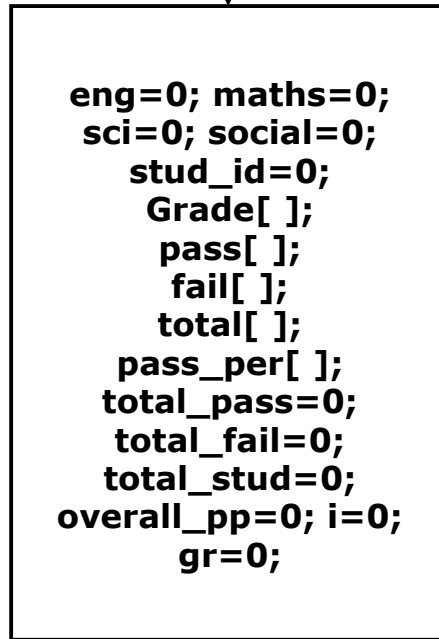 eng=0; maths=0;
sci=0; social=0;
stud_id=0;
Grade[ ];
pass[ ];
fail[ ];
total[ ];
pass_per[ ];
total_pass=0;
total_fail=0;
total_stud=0;
overall_pp=0; i=0;
gr=0;